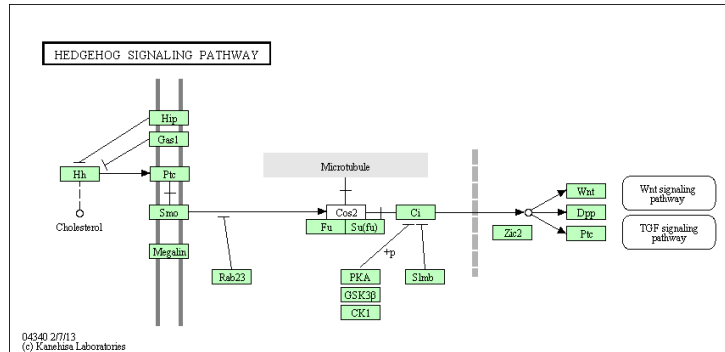 HEDGEHOG SIGNALING PATHWAY
Hip
Gas1
Hh
Ptc
Microtubule
Wnt
Wnt signaling
pathway
Cholesterol
Smo
Cos2
Ci
Dpp
Fu
Su(fu)
Zic2
Ptc
TGF signaling
pathway
Megalin
Rab23
+p
PKA
Slmb
GSK3β
CK1
04340 2/7/13
(c) Kanehisa Laboratories